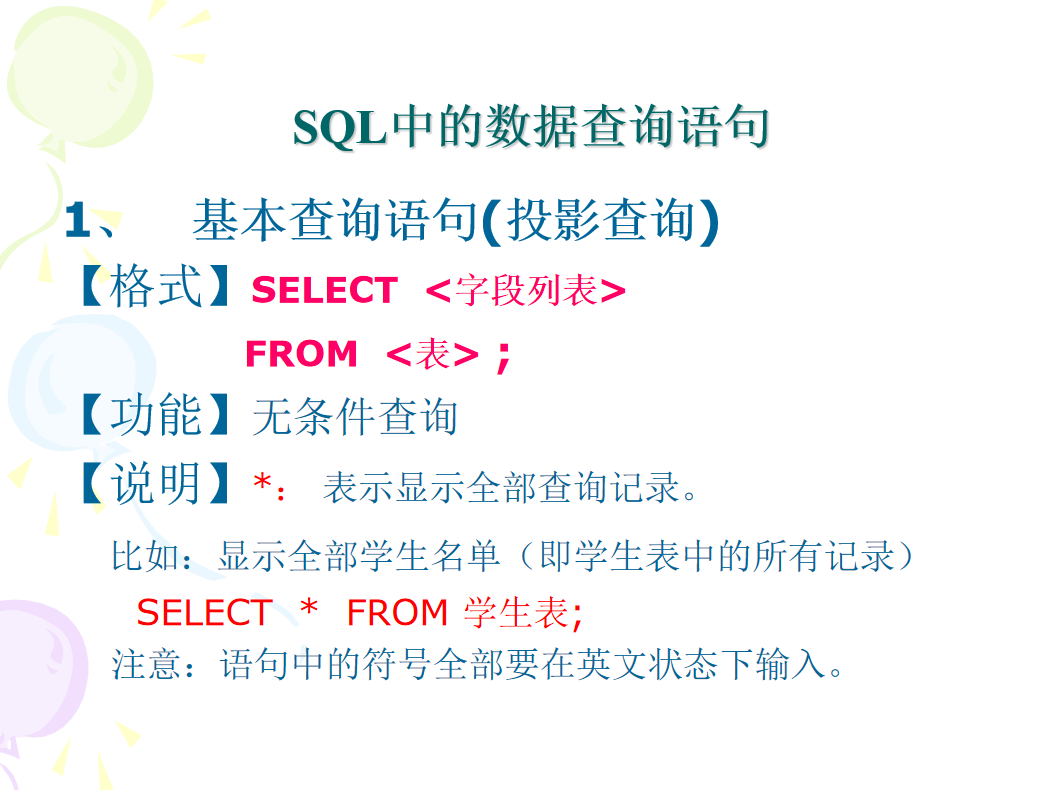 SQL中的数据查询语句
1、 基本查询语句(投影查询)
【格式】SELECT <字段列表>
FROM <表> ;
【功能】无条件查询
【说明】*： 表示显示全部查询记录。
比如：显示全部学生名单（即学生表中的所有记录）
SELECT * FROM 学生表;
注意：语句中的符号全部要在英文状态下输入。